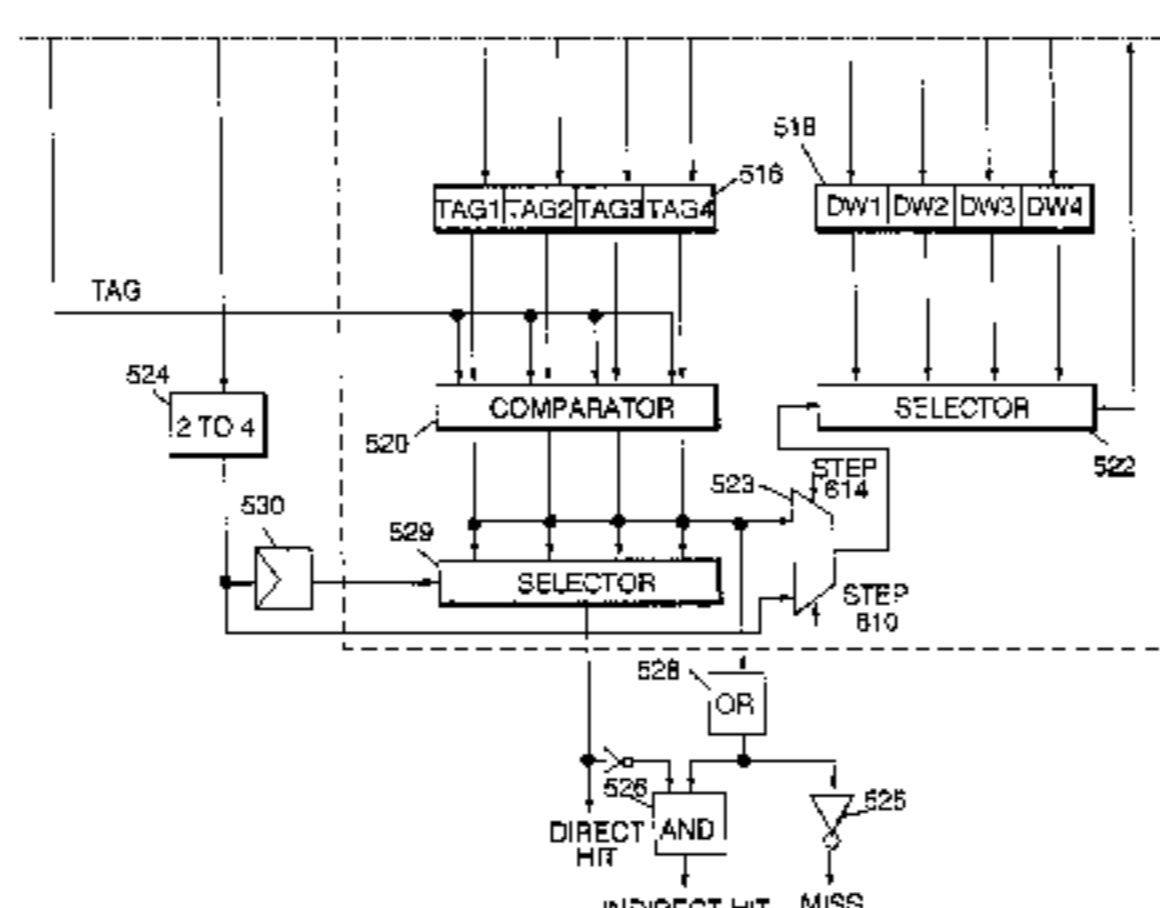 518
516
TAG1 TAG2 TAG3 TAG4
DW1 DW2 DW3 DW4
TAG
524
2 TO 4
COMPARATOR
520
SELECTOR
522
STEP
614
523
530
529
SELECTOR
STEP
610
528
OR
526
AND
525
DIRECT
HIT
INDIRECT HIT
MISS